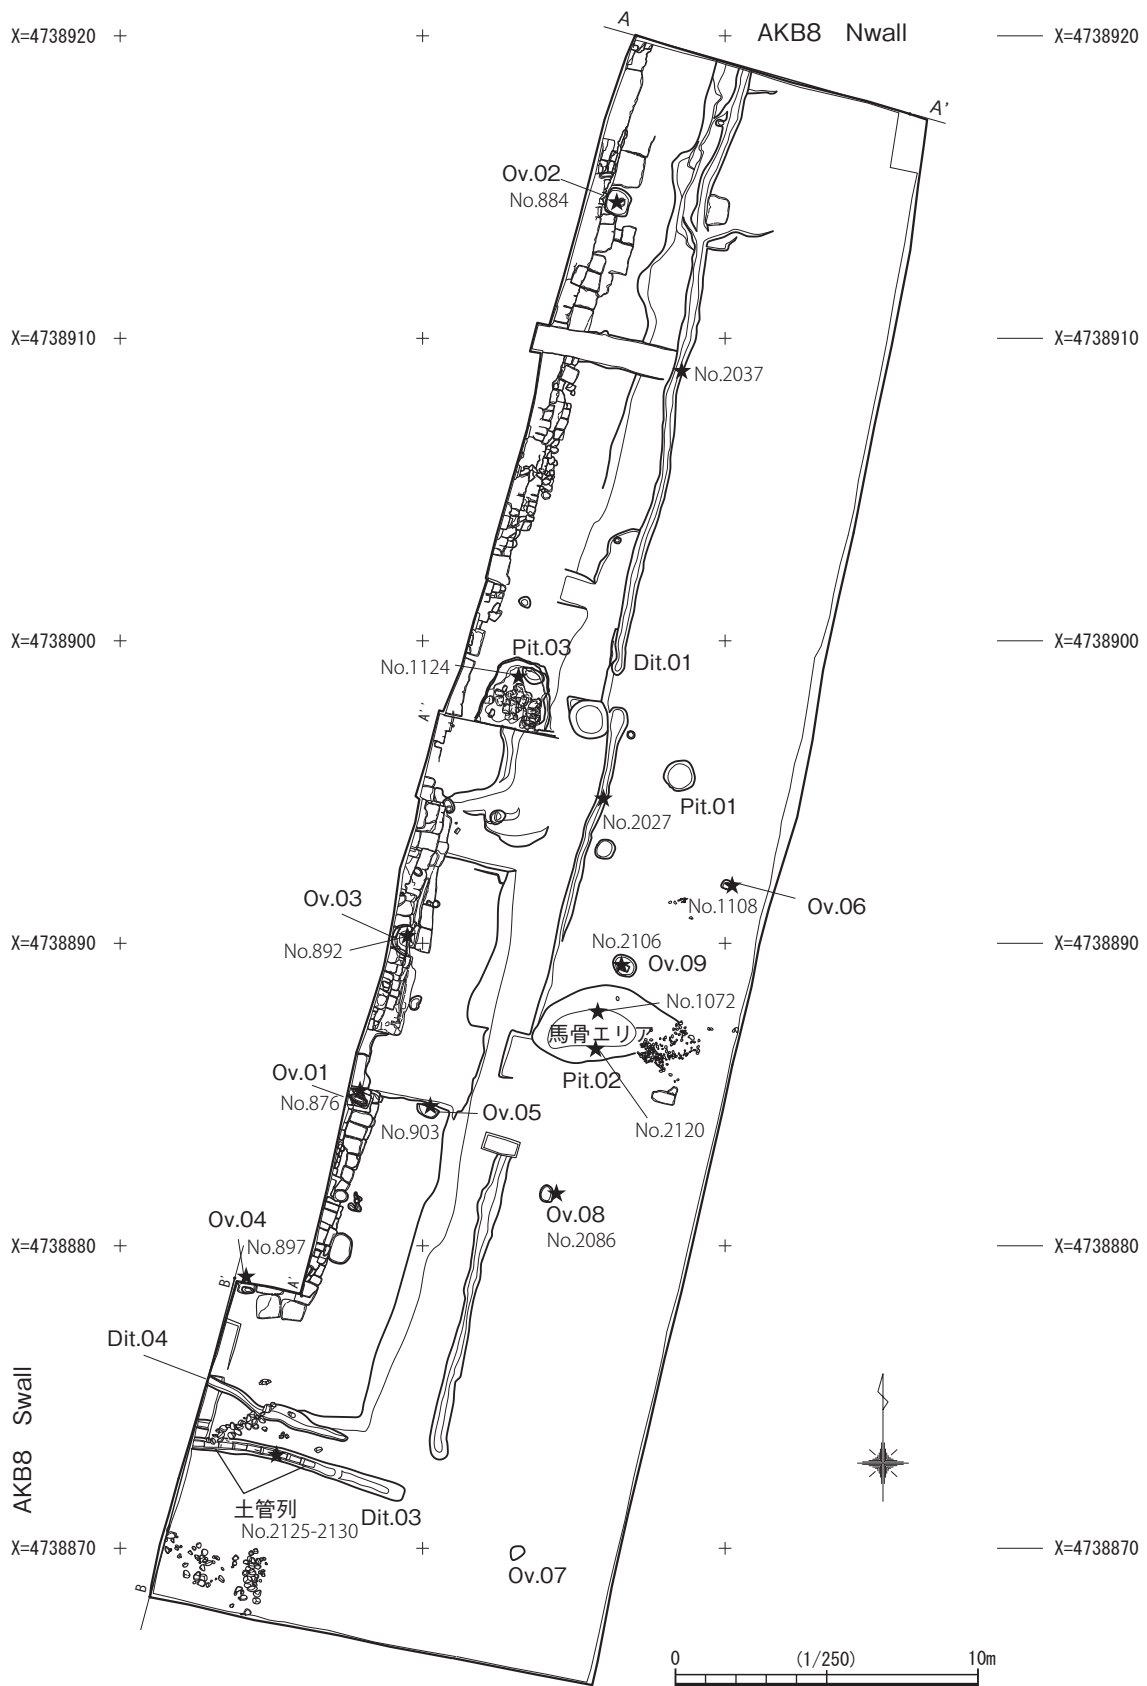 A
X=4738920
AKB8 Nwall
X=4738920
A'
Ov.02
No.884
X=4738910
X=4738910
No.2037
X=4738900
Pit.03
X=4738900
No.1124
Dit.01
A''
Pit.01
No.2027
Ov.03
No.1108
Ov.06
X=4738890
No.892
No.2106
X=4738890
Ov.09
No.1072
馬骨エリア
Ov.01
Pit.02
No.876
Ov.05
No.903
No.2120
Ov.04
Ov.08
No.897
No.2086
X=4738880
X=4738880
B'
A'
Dit.04
AKB8 Swall
土管列
Dit.03
No.2125-2130
X=4738870
X=4738870
Ov.07
B
0 (1/250) 10m